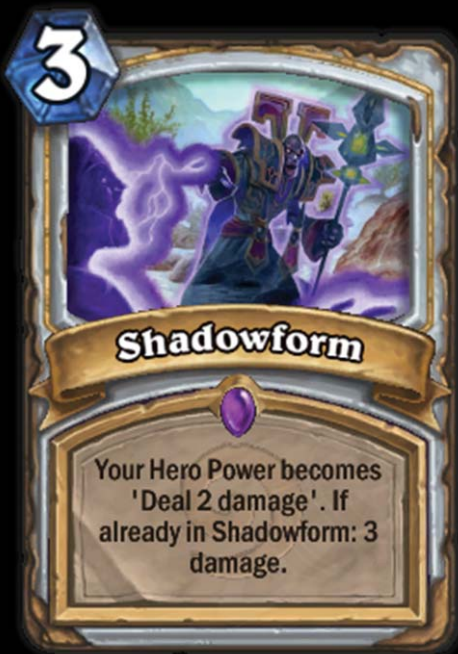 3
Shadowform
Your Hero Power becomes
'Deal 2 damage'. If
already in Shadowform: 3
damage.